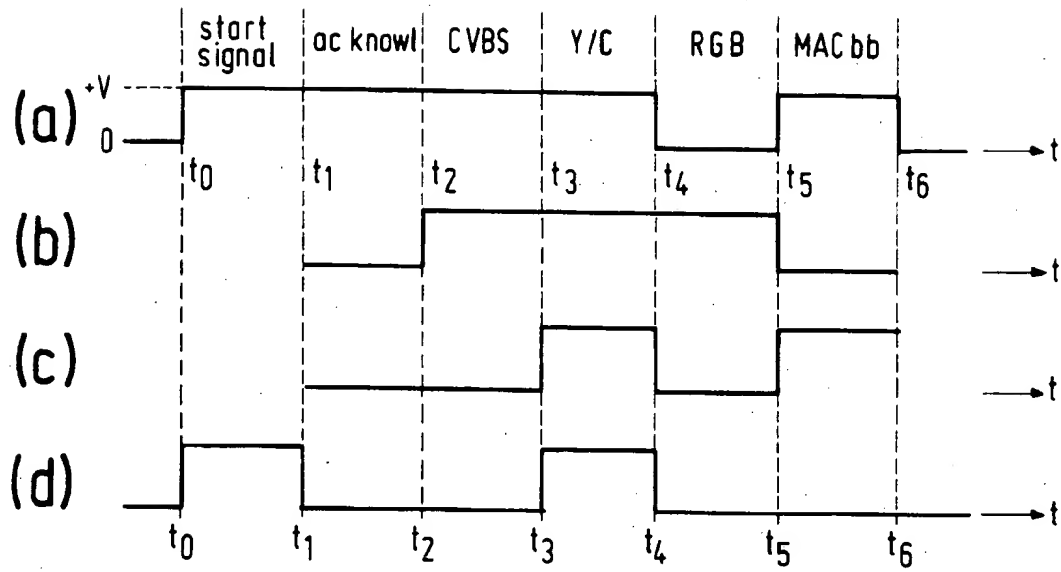 start signal
ac knowl
CVBS
Y/C
RGB
MAC bb
(a)
+V
0
t
t0 t1 t2 t3 t4 t5 t6
(b)
t
(c)
t
(d)
t
t0 t1 t2 t3 t4 t5 t6